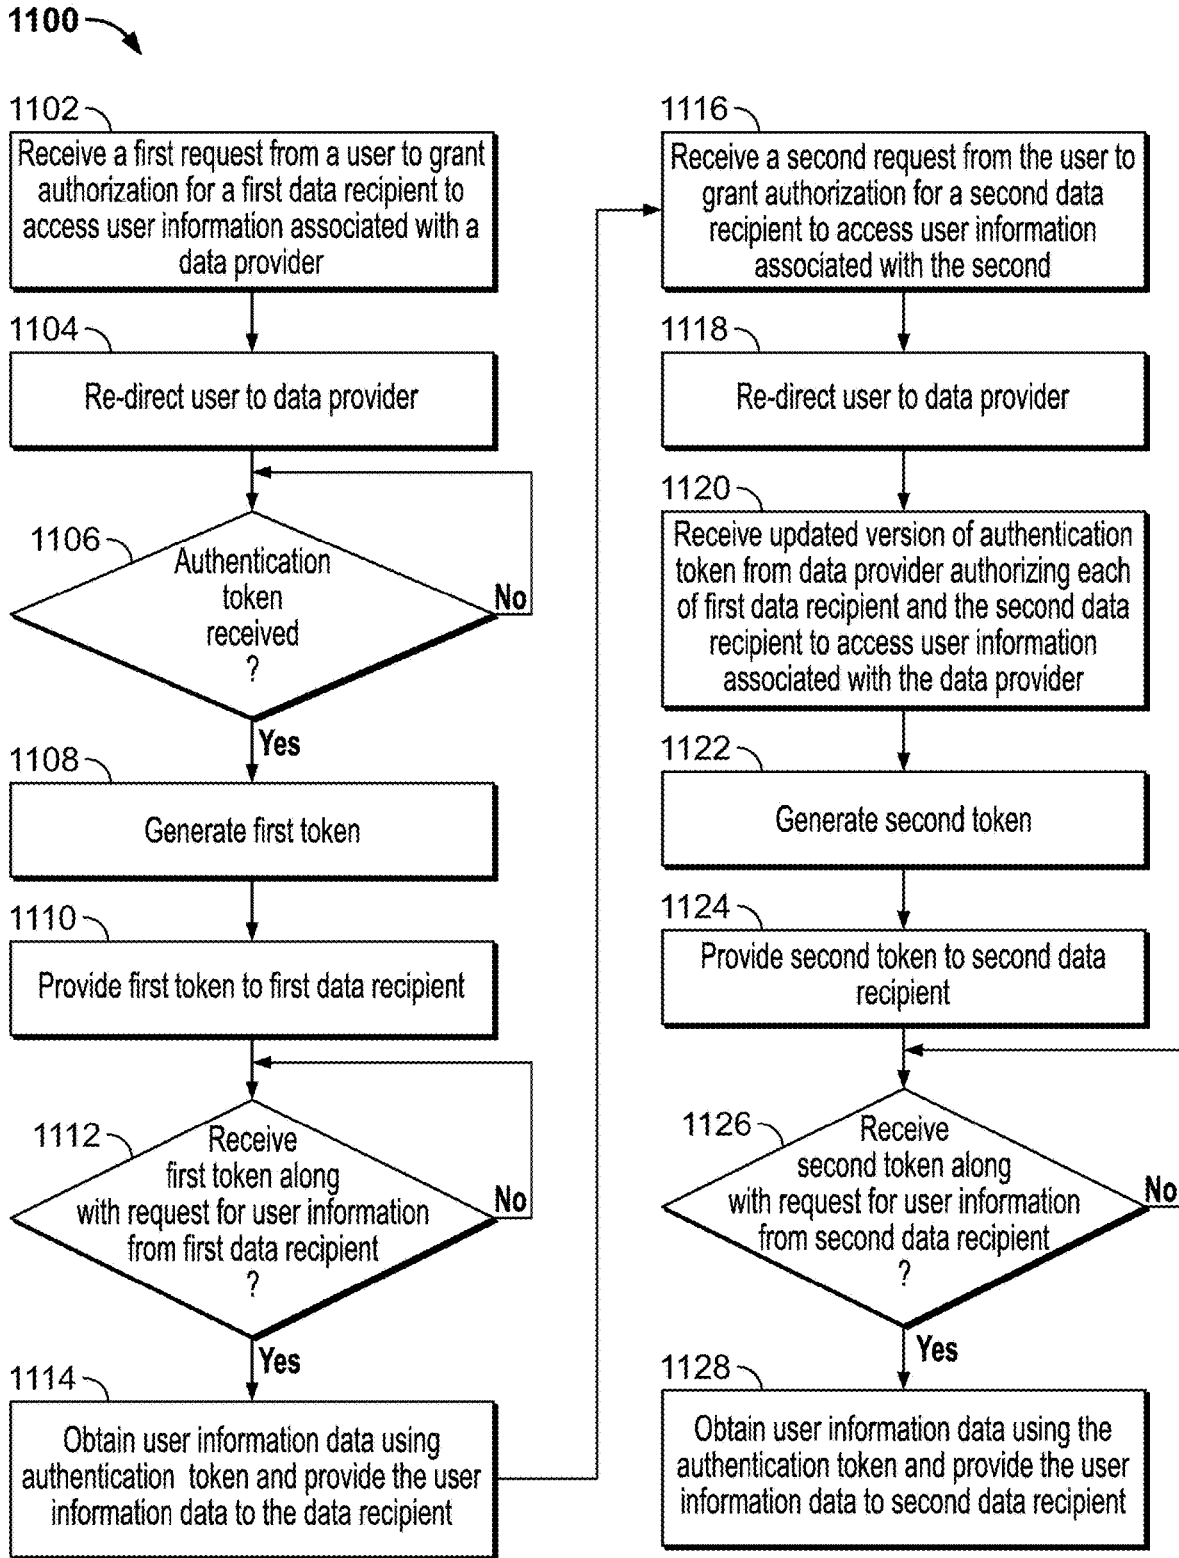 1100
1102
Receive a first request from a user to grant
authorization for a first data recipient to
access user information associated with a
data provider
1104
Re-direct user to data provider
1106
Authentication
token
received
?
No
Yes
1108
Generate first token
1110
Provide first token to first data recipient
1112
Receive
first token along
with request for user information
from first data recipient
?
No
Yes
1114
Obtain user information data using
authentication token and provide the user
information data to the data recipient
1116
Receive a second request from the user to
grant authorization for a second data
recipient to access user information
associated with the second
1118
Re-direct user to data provider
1120
Receive updated version of authentication
token from data provider authorizing each
of first data recipient and the second data
recipient to access user information
associated with the data provider
1122
Generate second token
1124
Provide second token to second data
recipient
1126
Receive
second token along
with request for user information
from second data recipient
?
No
Yes
1128
Obtain user information data using the
authentication token and provide the user
information data to second data recipient